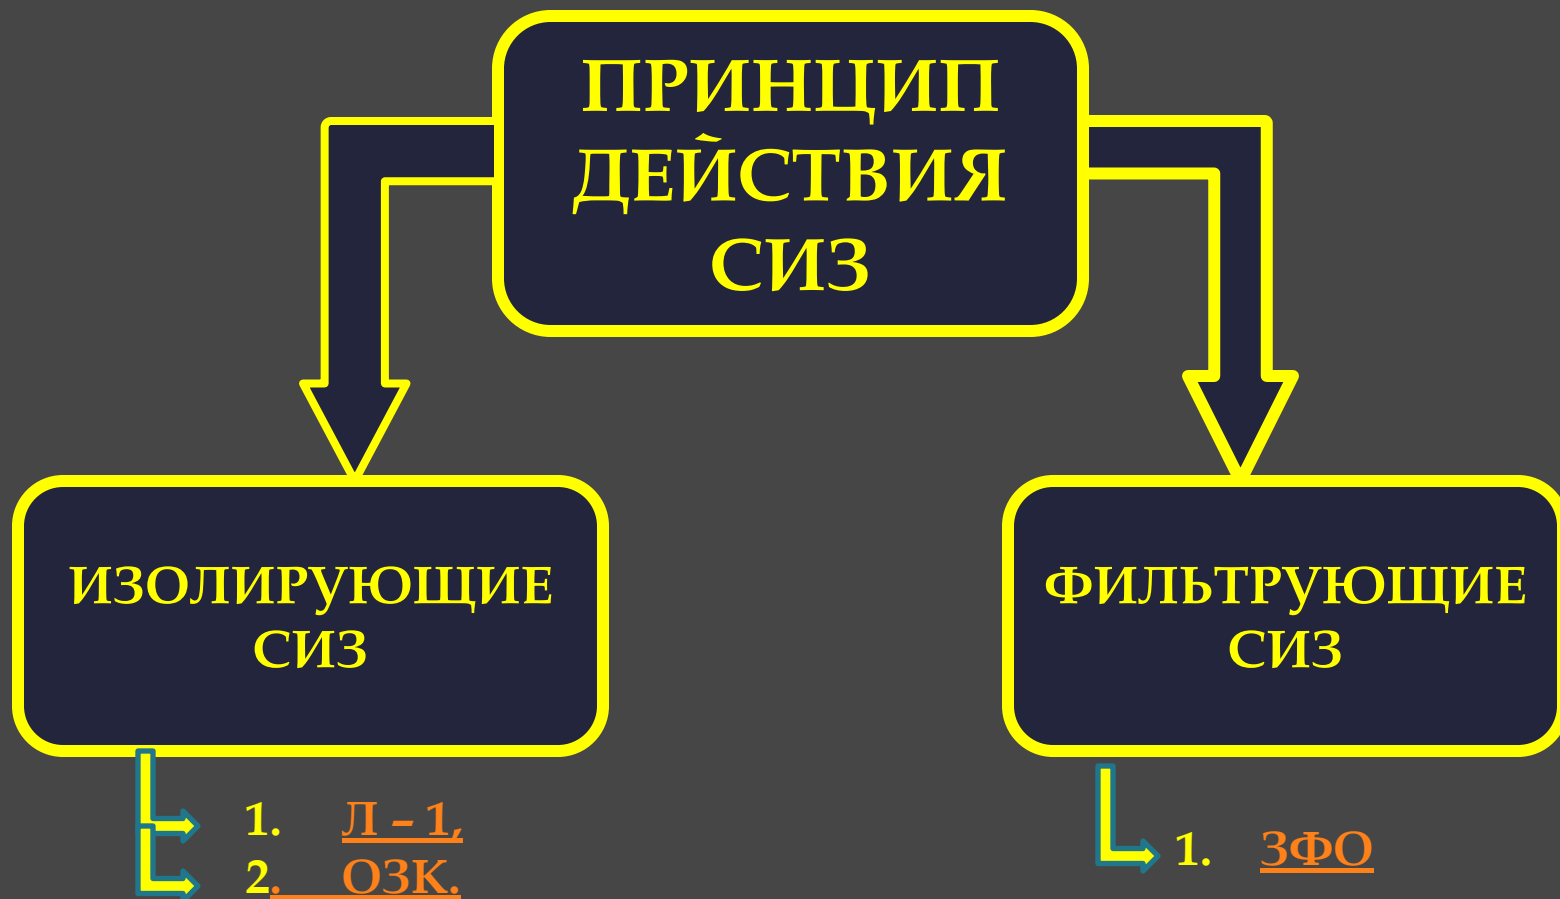 ПРИНЦИП
ДЕЙСТВИЯ
СИЗ
ИЗОЛИРУЮЩИЕ
СИЗ
ФИЛЬТРУЮЩИЕ
СИЗ
1. Л – 1,
2. ОЗК.
1. ЗФО